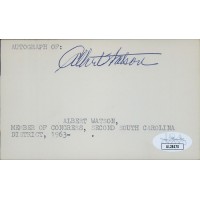 AUTOGRAPH OF:
Albert Watson
ALBERT WATSON,
MEMBER OF CONGRESS, SECOND SOUTH CAROLINA
DISTRICT, 1963-